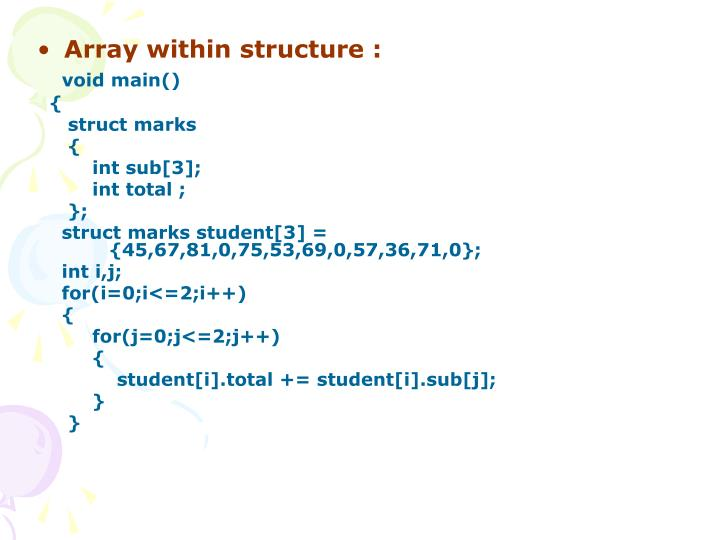 • Array within structure :
void main()
{
struct marks
{
int sub[3];
int total ;
};
struct marks student[3] =
{45,67,81,0,75,53,69,0,57,36,71,0};
int i,j;
for(i=0;i<=2;i++)
{
for(j=0;j<=2;j++)
{
student[i].total += student[i].sub[j];
}
}